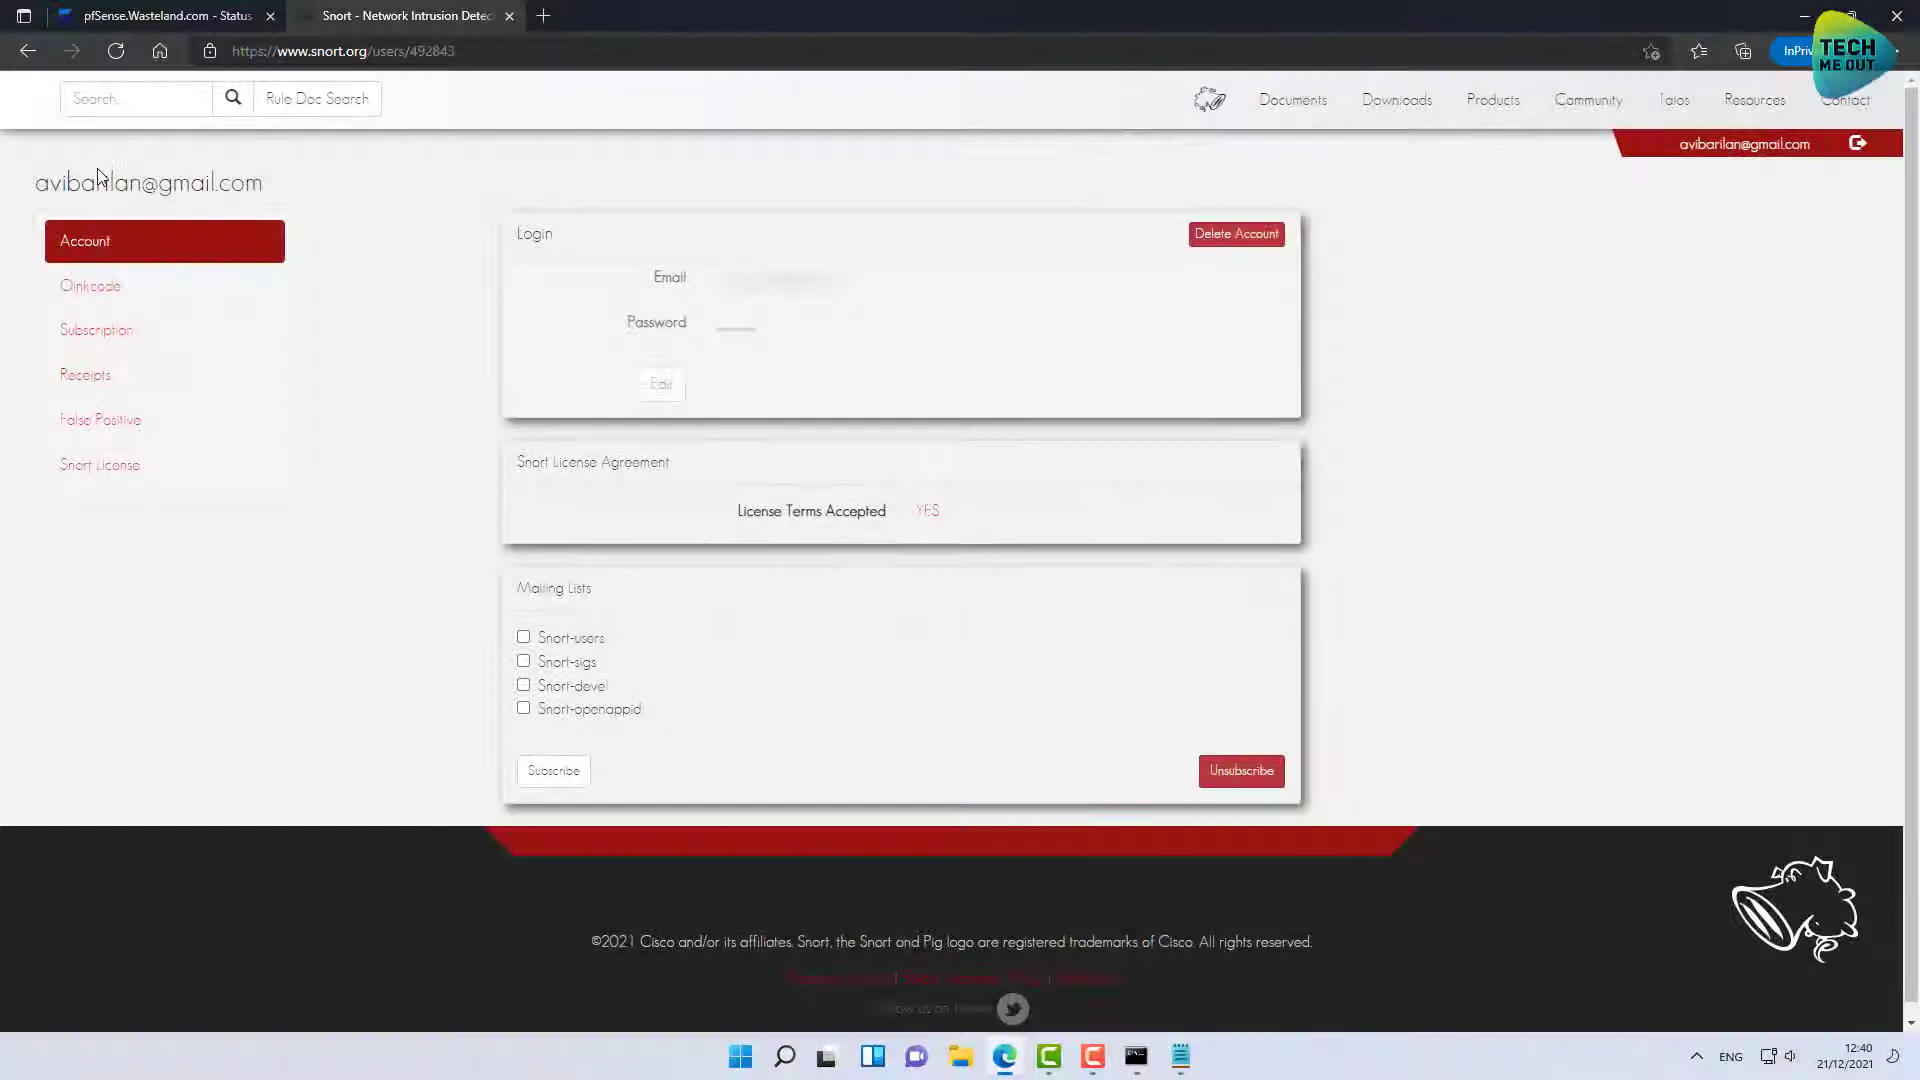 pfSense.Wasteland.com - Status
Snort - Network Intrusion Detec
https://www.snort.org/users/492843
InPriv
TECH
ME OUT
Search..
Rule Doc Search
Documents
Downloads
Products
Community
Talos
Resources
Contact
avibarilan@gmail.com
avibarilan@gmail.com
Account
Oinkcode
Subscription
Receipts
False Positive
Snort License
Login
Delete Account
Email
Password
Edit
Snort License Agreement
License Terms Accepted YES
Mailing Lists
Snort-users
Snort-sigs
Snort-devel
Snort-openappid
Subscribe
Unsubscribe
©2021 Cisco and/or its affiliates. Snort, the Snort and Pig logo are registered trademarks of Cisco. All rights reserved.
ENG
12:40
21/12/2021